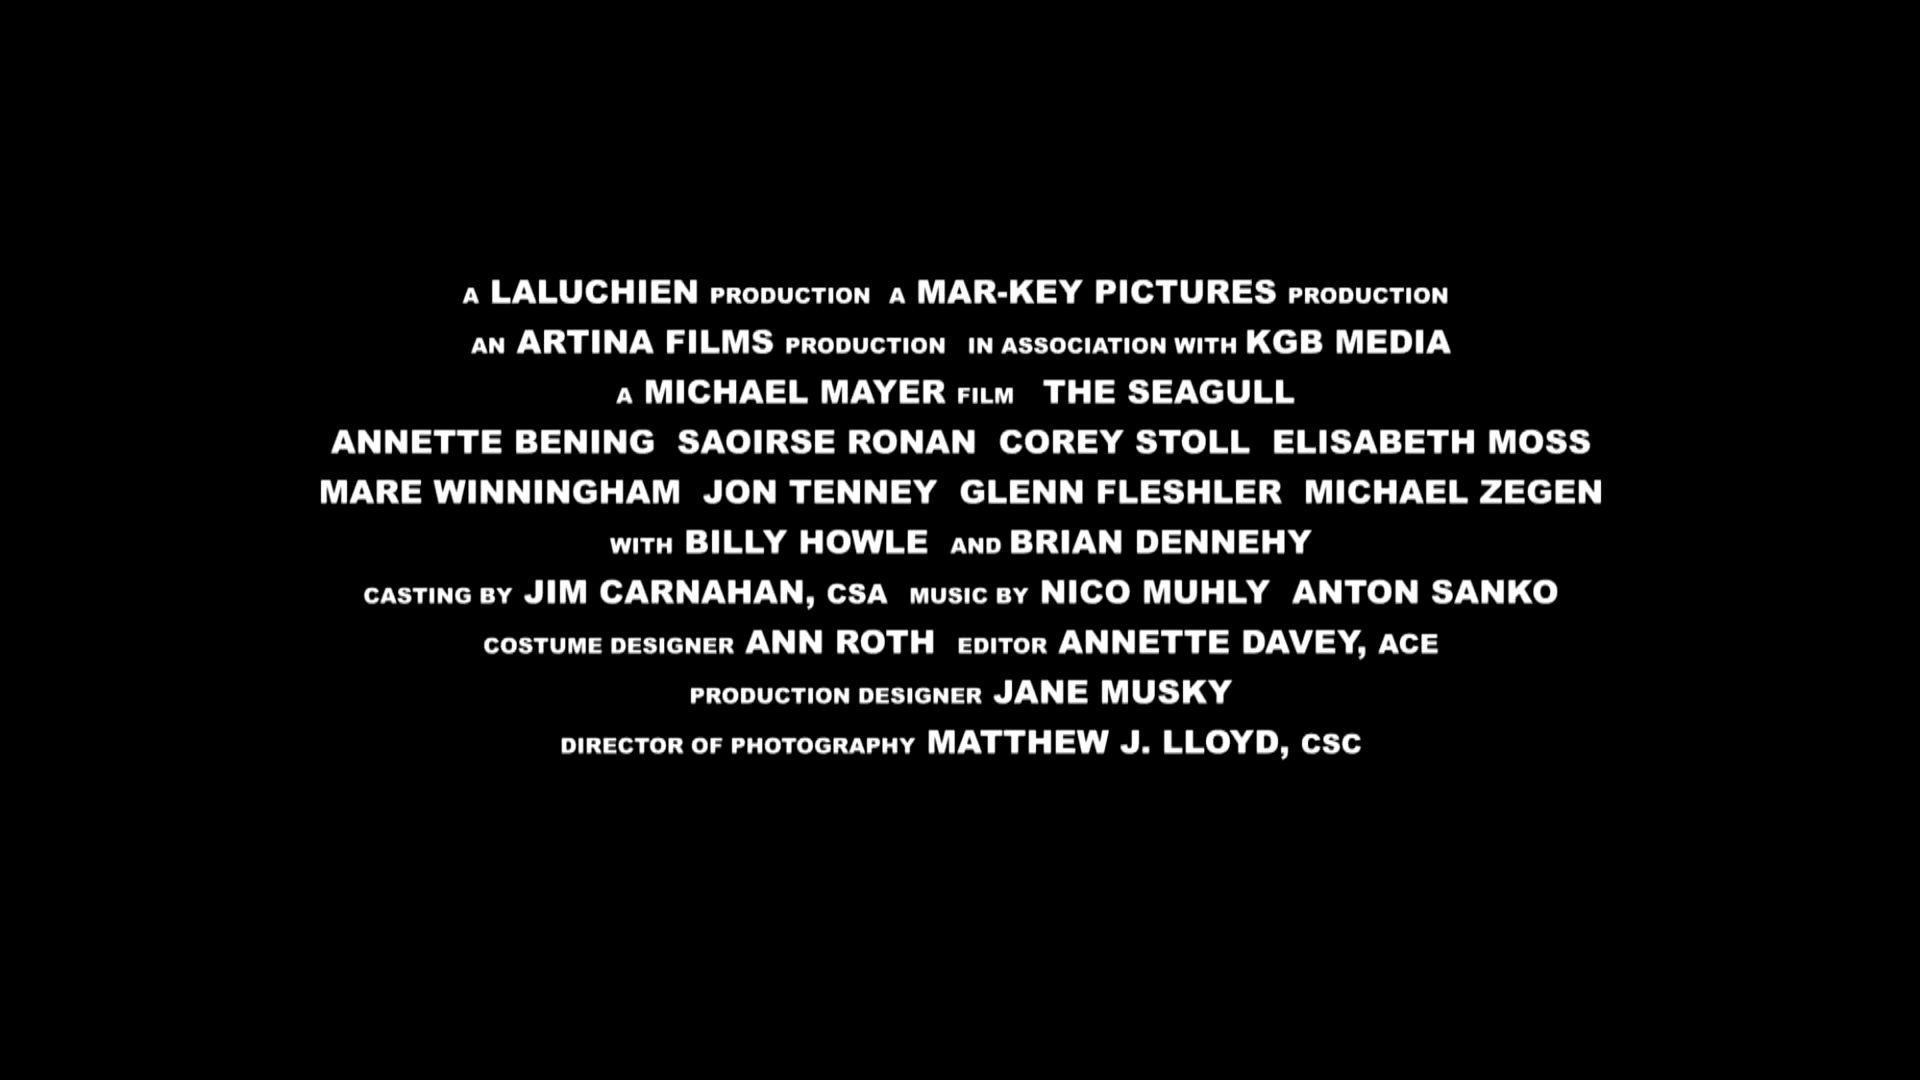 A LALUCHIEN PRODUCTION A MAR-KEY PICTURES PRODUCTION
AN ARTINA FILMS PRODUCTION IN ASSOCIATION WITH KGB MEDIA
A MICHAEL MAYER FILM THE SEAGULL
ANNETTE BENING SAOIRSE RONAN COREY STOLL ELISABETH MOSS
MARE WINNINGHAM JON TENNEY GLENN FLESHLER MICHAEL ZEGEN
WITH BILLY HOWLE AND BRIAN DENNEHY
CASTING BY JIM CARNAHAN, CSA MUSIC BY NICO MUHLY ANTON SANKO
COSTUME DESIGNER ANN ROTH EDITOR ANNETTE DAVEY, ACE
PRODUCTION DESIGNER JANE MUSKY
DIRECTOR OF PHOTOGRAPHY MATTHEW J. LLOYD, CSC